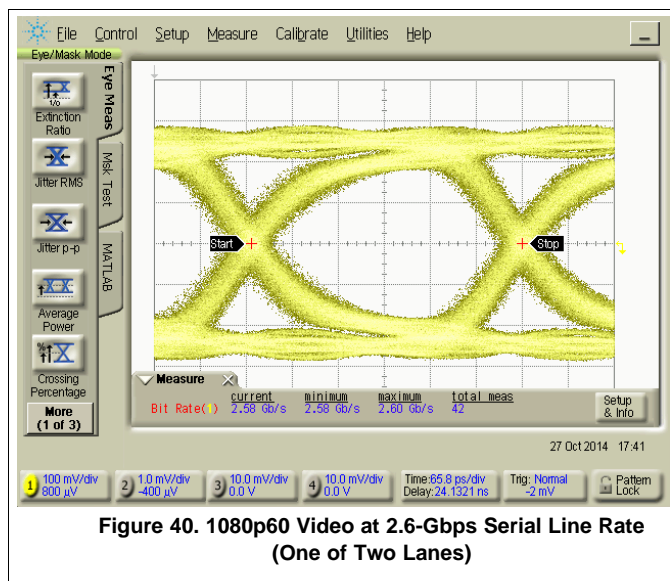 File Control Setup Measure Calibrate Utilities Help
Eye/Mask Mode
Eye Meas
Msk Test
MATLAB
1/0
Extinction
Ratio
Jitter RMS
Jitter p-p
Average
Power
%
Crossing
Percentage
More
(1 of 3)
Start
Stop
Measure
current minimum maximum total meas
Bit Rate(1) 2.58 Gb/s 2.58 Gb/s 2.60 Gb/s 42
Setup
& Info
27 Oct 2014 17:41
1 100 mV/div
800 µV
2 1.0 mV/div
-400 µV
3 10.0 mV/div
0.0 V
4 10.0 mV/div
0.0 V
Time:65.8 ps/div
Delay:24.1321 ns
Trig: Normal
-2 mV
Pattern
Lock
Figure 40. 1080p60 Video at 2.6-Gbps Serial Line Rate
(One of Two Lanes)